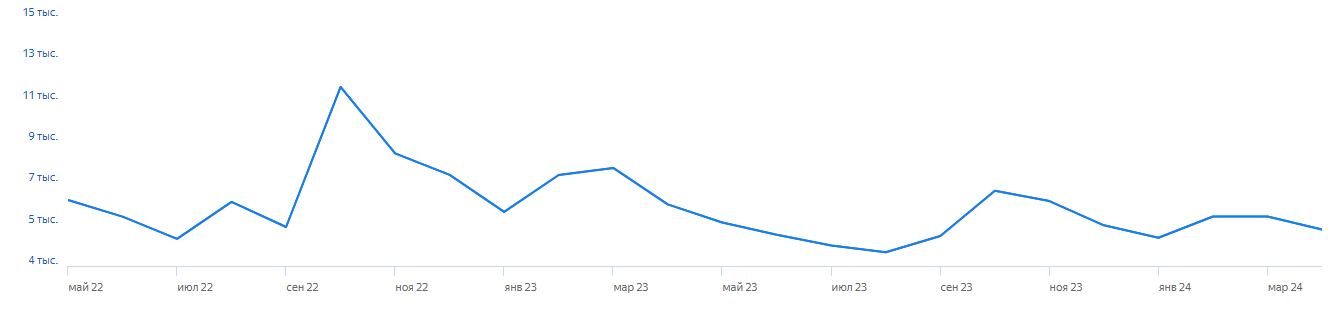 15 тыс.
13 тыс.
11 тыс.
9 тыс.
7 тыс.
5 тыс.
4 тыс.
май 22 июл 22 сен 22 ноя 22 янв 23 мар 23 май 23 июл 23 сен 23 ноя 23 янв 24 мар 24